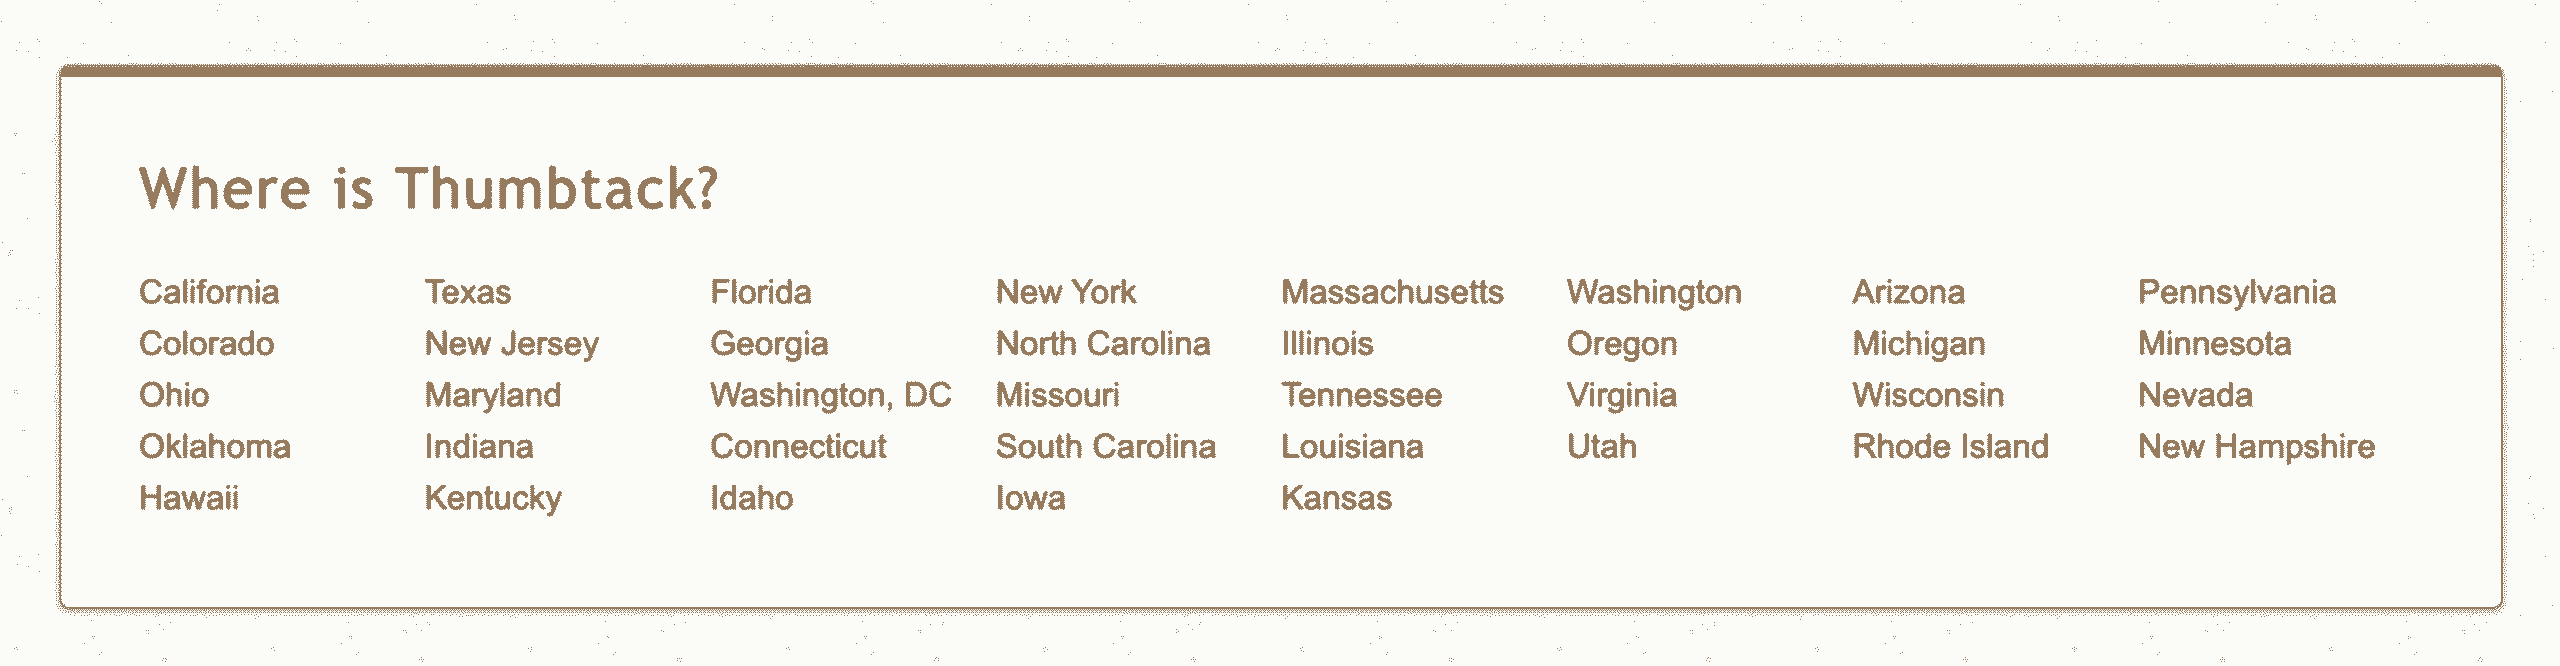 Where is Thumbtack?
California Texas Florida New York Massachusetts Washington Arizona Pennsylvania
Colorado New Jersey Georgia North Carolina Illinois Oregon Michigan Minnesota
Ohio Maryland Washington, DC Missouri Tennessee Virginia Wisconsin Nevada
Oklahoma Indiana Connecticut South Carolina Louisiana Utah Rhode Island New Hampshire
Hawaii Kentucky Idaho Iowa Kansas